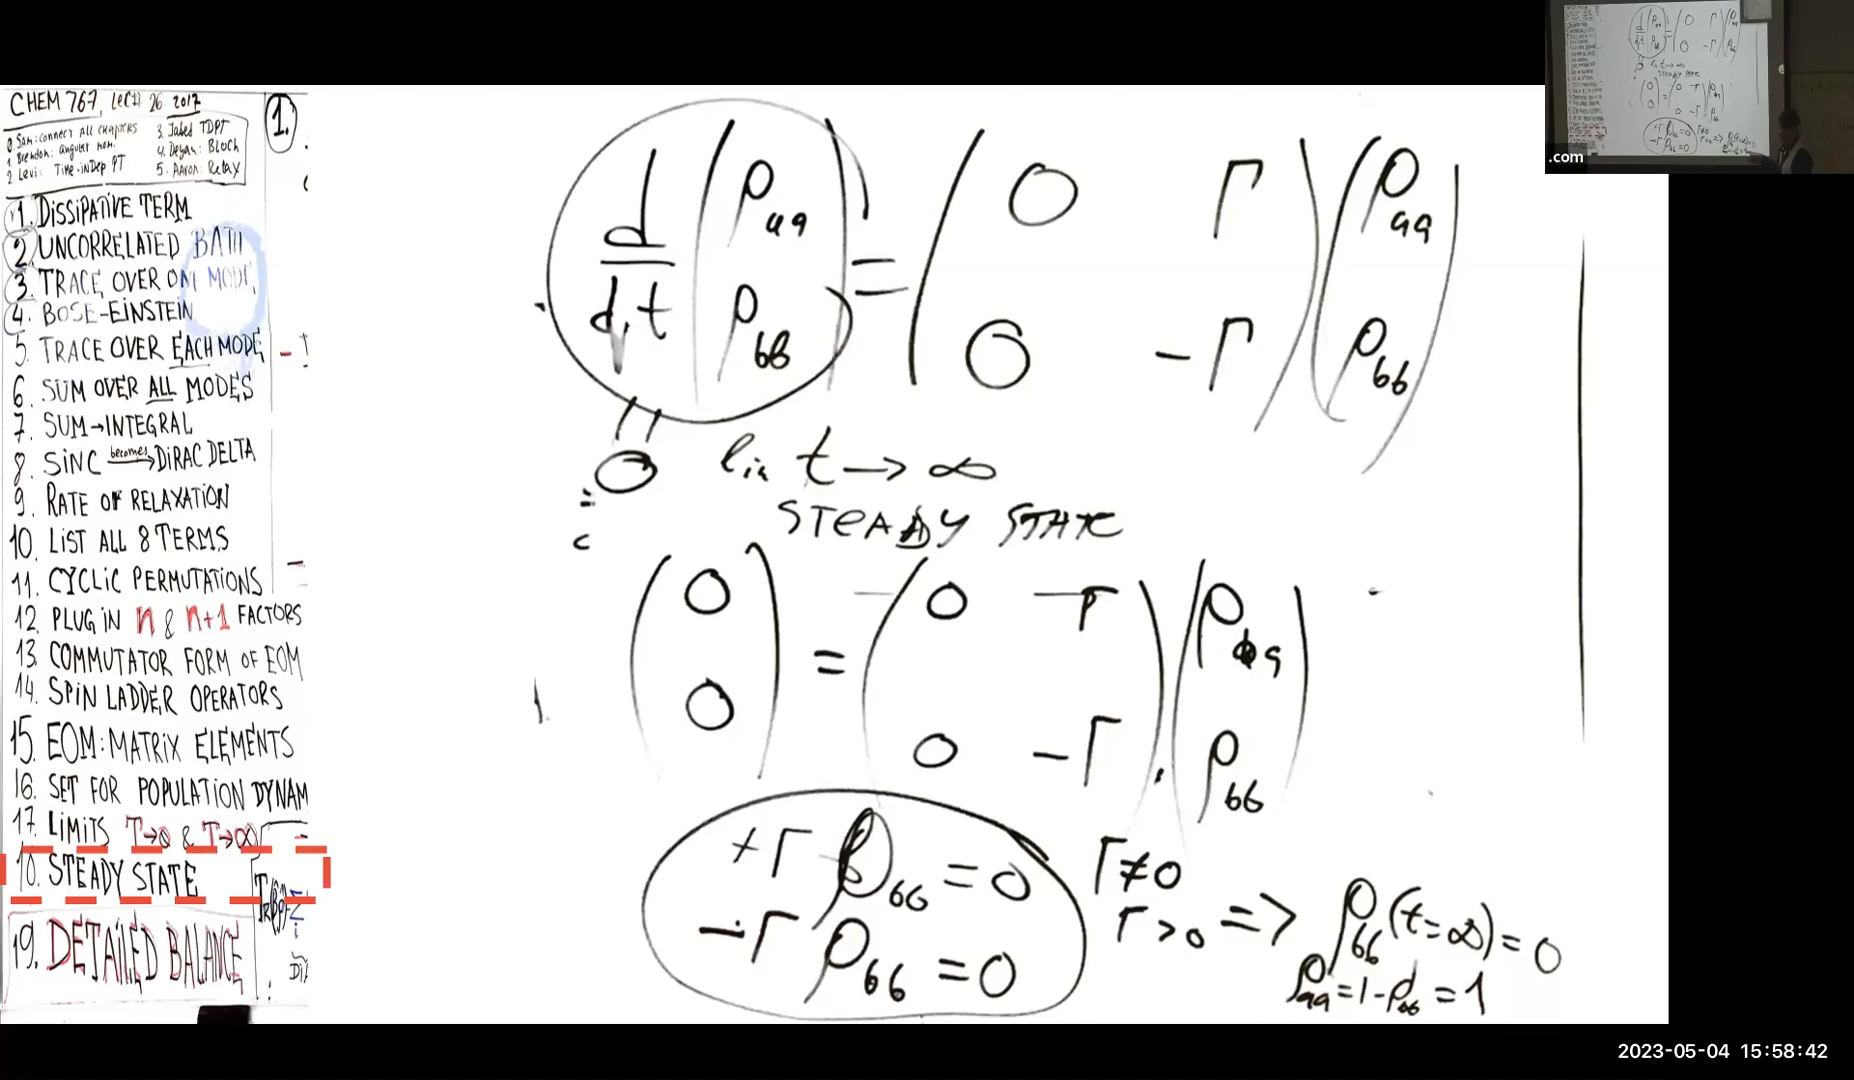 CHEM 767, Lect 26 2017
0. Sam: connect all chapters
1 Brendon: angular mom.
2 Levi: Time-inDep PT
3. Jabed TDPT
4. Deyan: Bloch
5. Aaron: Relax
1.
1. DISSIPATIVE TERM
2. UNCORRELATED BATH
3. TRACE OVER ONE MODE
4. BOSE-EINSTEIN
5. TRACE OVER EACH MODE
6. SUM OVER ALL MODES
7. SUM→INTEGRAL
8. SINC becomes→ DIRAC DELTA
9. RATE OF RELAXATION
10. LIST ALL 8 TERMS
11. CYCLIC PERMUTATIONS
12. PLUG IN n & n+1 FACTORS
13. COMMUTATOR FORM OF EOM
14. SPIN LADDER OPERATORS
15. EOM: MATRIX ELEMENTS
16. SET FOR POPULATION DYNAM
17. LIMITS T→0 & T→∞
18. STEADY STATE
19. DETAILED BALANCE
d/dt (ρaa ρbb) = (0 Γ 0 -Γ) (ρaa ρbb)
0 lim t → ∞
STEADY STATE
(0 0) = (0 Γ 0 -Γ) · (ρaa ρbb)
+Γ ρbb = 0
-Γ ρbb = 0
Γ ≠ 0
Γ > 0 => ρbb (t=∞) = 0
ρaa = 1 - ρbb = 1
.com
2023-05-04 15:58:42